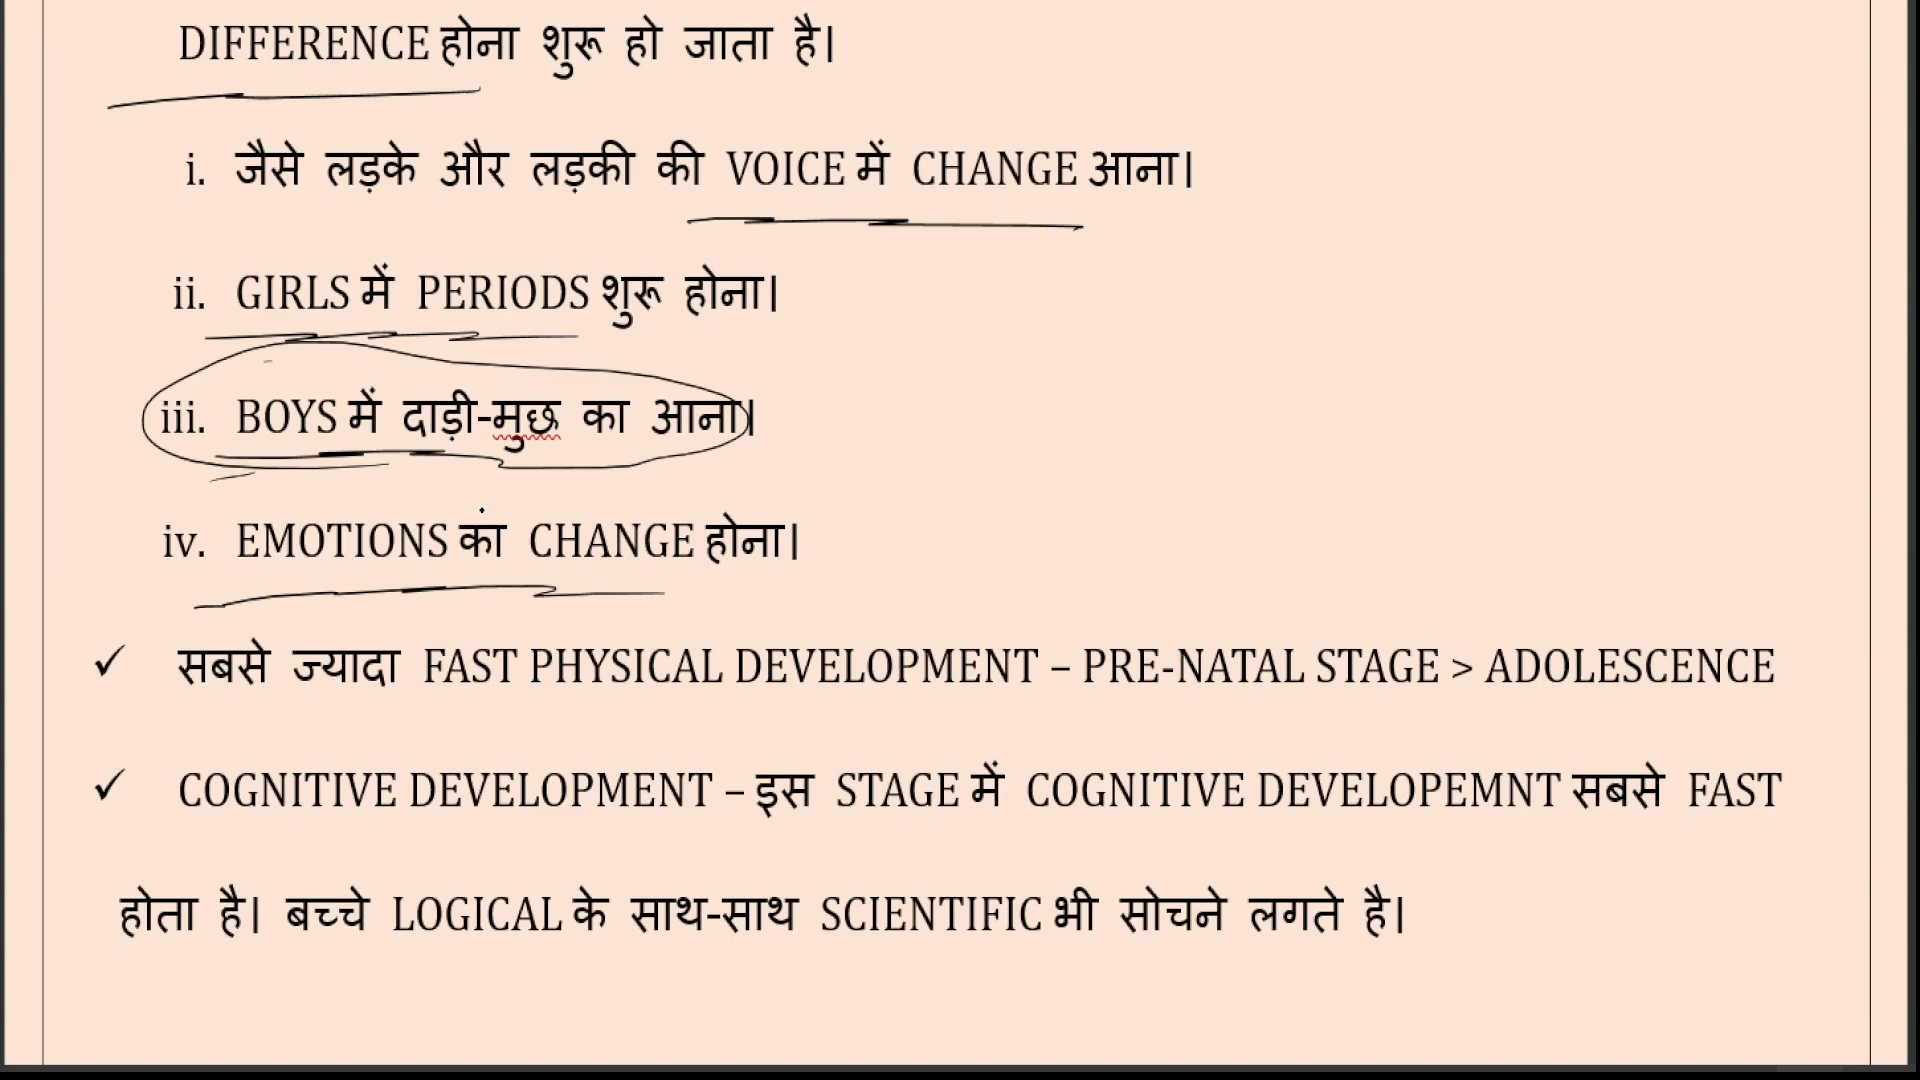 DIFFERENCE होना शुरू हो जाता है।
i. जैसे लड़के और लड़की की VOICE में CHANGE आना।
ii. GIRLS में PERIODS शुरू होना।
iii. BOYS में दाड़ी-मुछ का आना।
iv. EMOTIONS का CHANGE होना।
✓ सबसे ज्यादा FAST PHYSICAL DEVELOPMENT – PRE-NATAL STAGE > ADOLESCENCE
✓ COGNITIVE DEVELOPMENT – इस STAGE में COGNITIVE DEVELOPEMNT सबसे FAST
होता है। बच्चे LOGICAL के साथ-साथ SCIENTIFIC भी सोचने लगते है।